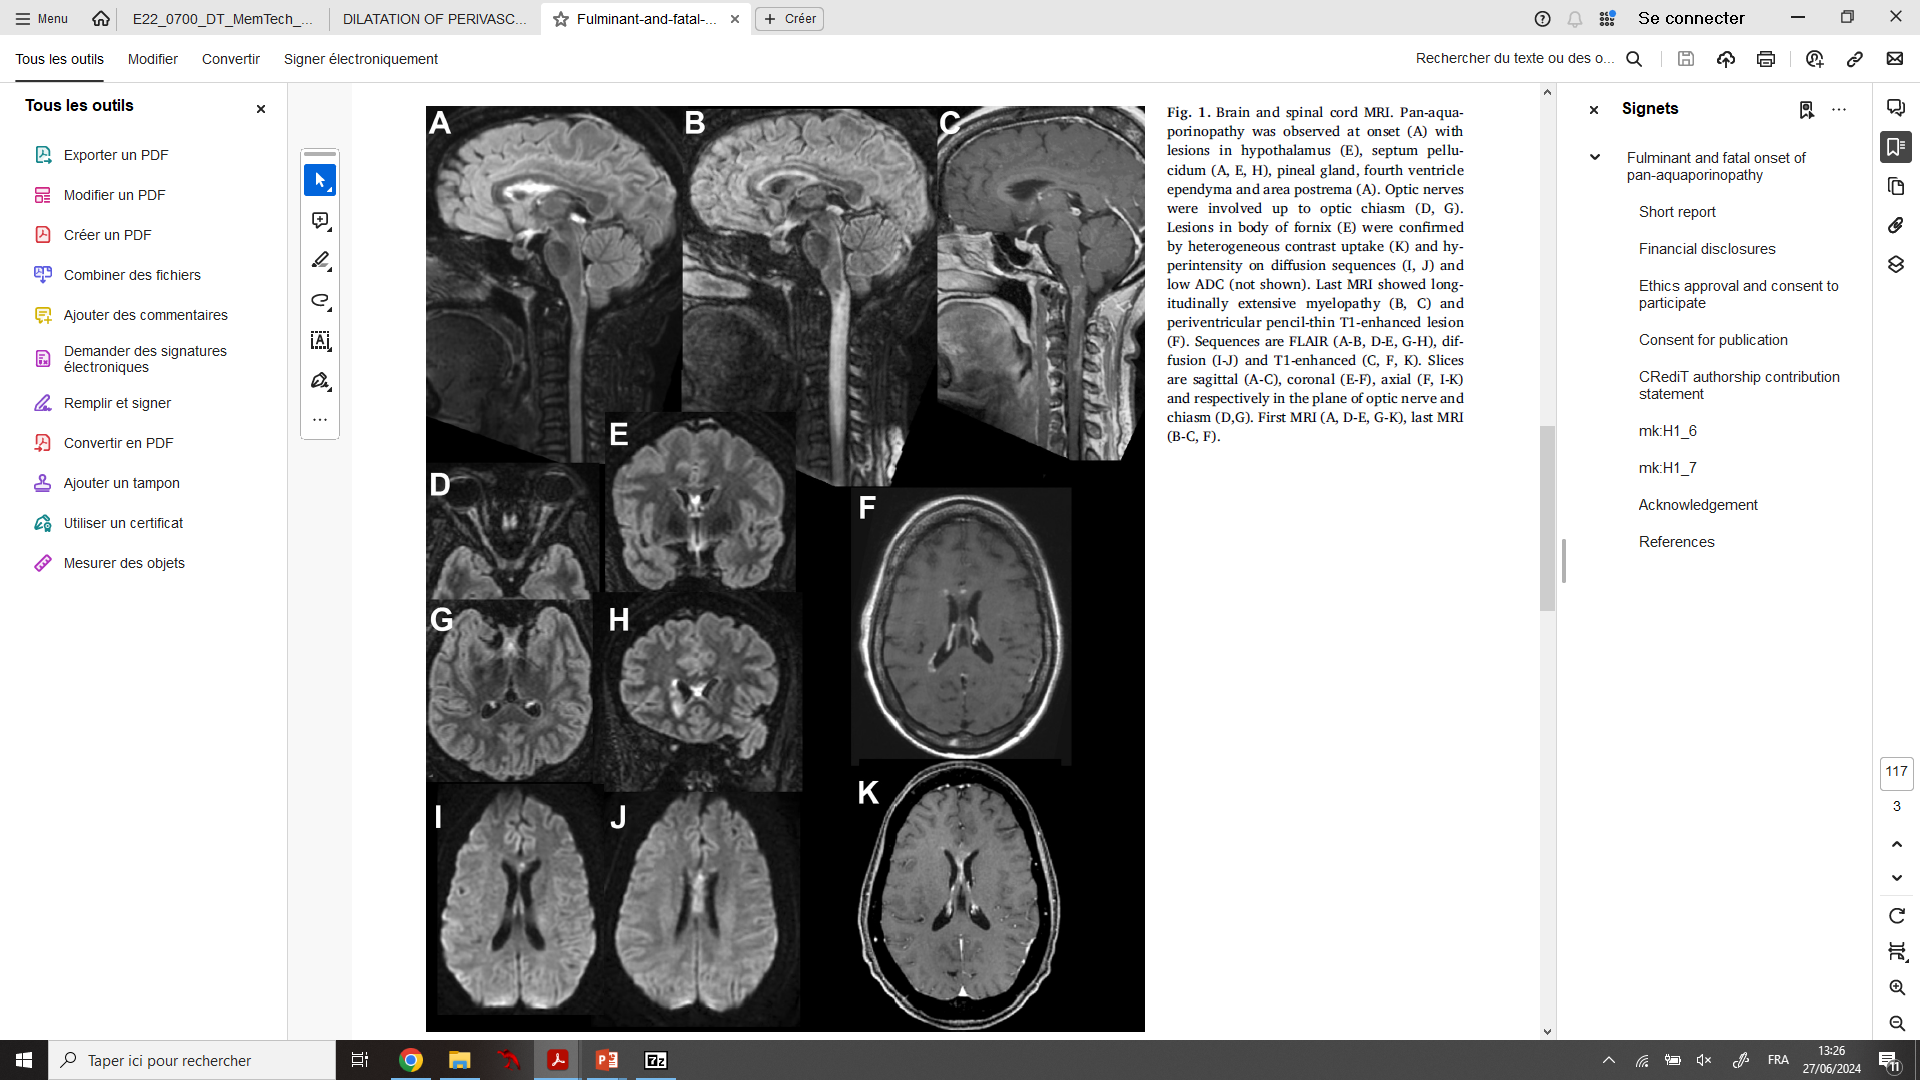 Menu
E22_0700_DT_MemTech_...
DILATATION OF PERIVASC...
Fulminant-and-fatal-...
Créer
Se connecter
Tous les outils
Modifier
Convertir
Signer électroniquement
Rechercher du texte ou des o...
Tous les outils
Exporter un PDF
Modifier un PDF
Créer un PDF
Combiner des fichiers
Ajouter des commentaires
Demander des signatures
électroniques
Remplir et signer
Convertir en PDF
Ajouter un tampon
Utiliser un certificat
Mesurer des objets
A
B
C
D
E
F
G
H
I
J
K
Fig. 1. Brain and spinal cord MRI. Pan-aqua-
porinopathy was observed at onset (A) with
lesions in hypothalamus (E), septum pellu-
cidum (A, E, H), pineal gland, fourth ventricle
ependyma and area postrema (A). Optic nerves
were involved up to optic chiasm (D, G).
Lesions in body of fornix (E) were confirmed
by heterogeneous contrast uptake (K) and hy-
perintensity on diffusion sequences (I, J) and
low ADC (not shown). Last MRI showed long-
itudinally extensive myelopathy (B, C) and
periventricular pencil-thin T1-enhanced lesion
(F). Sequences are FLAIR (A-B, D-E, G-H), dif-
fusion (I-J) and T1-enhanced (C, F, K). Slices
are sagittal (A-C), coronal (E-F), axial (F, I-K)
and respectively in the plane of optic nerve and
chiasm (D,G). First MRI (A, D-E, G-K), last MRI
(B-C, F).
Signets
Fulminant and fatal onset of
pan-aquaporinopathy
Short report
Financial disclosures
Ethics approval and consent to
participate
Consent for publication
CRediT authorship contribution
statement
mk:H1_6
mk:H1_7
Acknowledgement
References
117
3
Taper ici pour rechercher
7z
FRA
13:26
27/06/2024
11